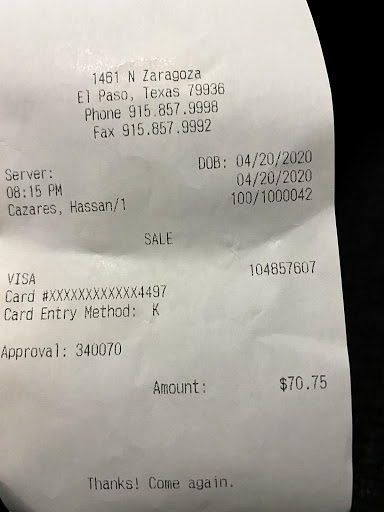 1461 N Zaragoza
El Paso, Texas 79936
Phone 915.857.9998
Fax 915.857.9992
Server: DOB: 04/20/2020
08:15 PM 04/20/2020
Cazares, Hassan/1 100/1000042
SALE
VISA 104857607
Card #XXXXXXXXXXXX4497
Card Entry Method: K
Approval: 340070
Amount: $70.75
Thanks! Come again.